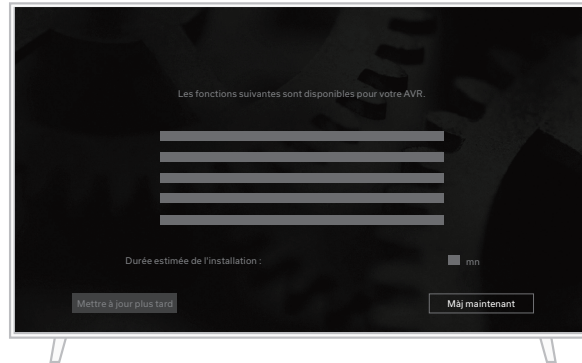 Les fonctions suivantes sont disponibles pour votre AVR.
Durée estimée de l'installation :
mn
Mettre à jour plus tard
Màj maintenant